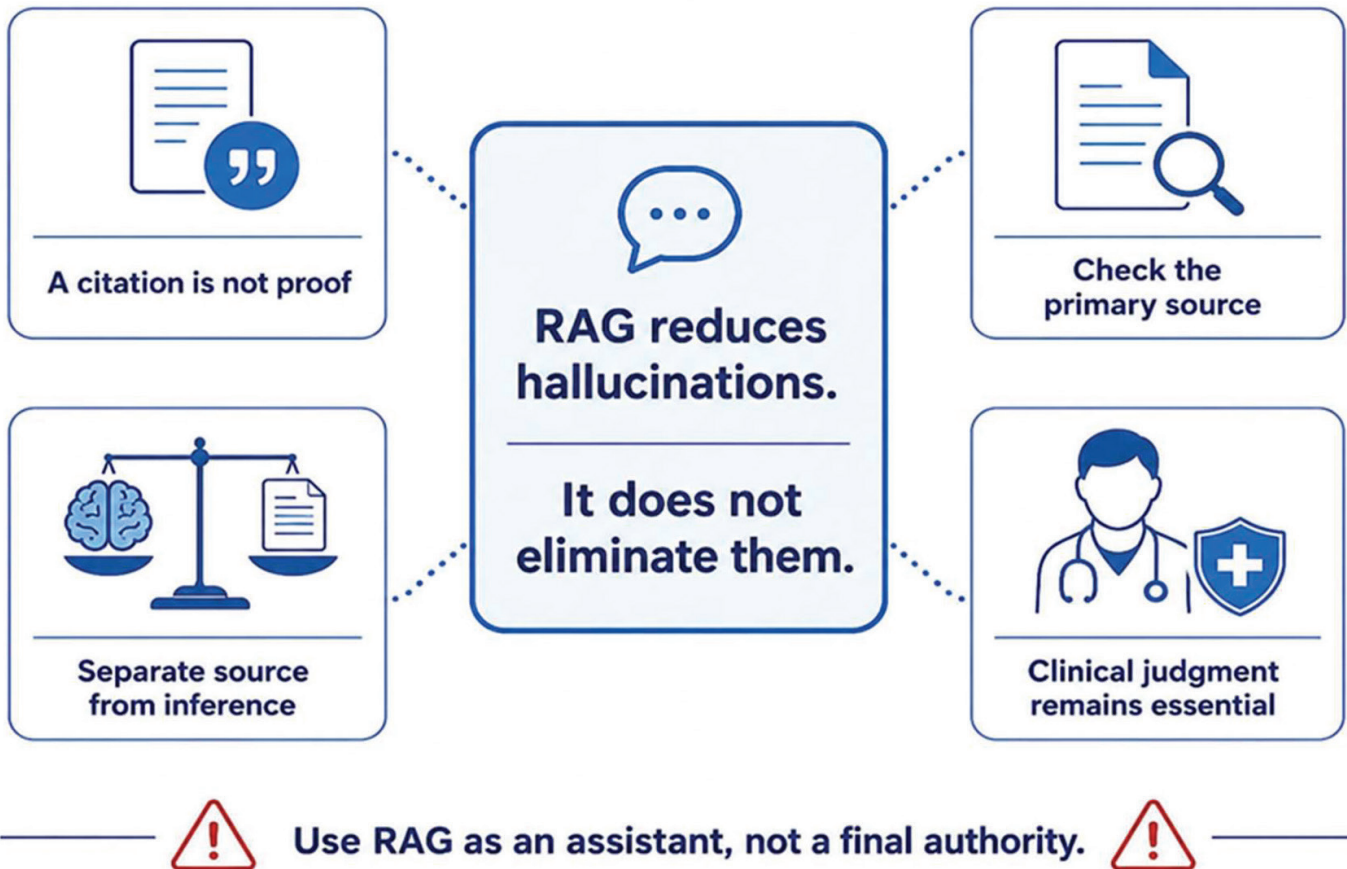 A citation is not proof
RAG reduces
hallucinations.
It does not
eliminate them.
Check the
primary source
Separate source
from inference
Clinical judgment
remains essential
Use RAG as an assistant, not a final authority.